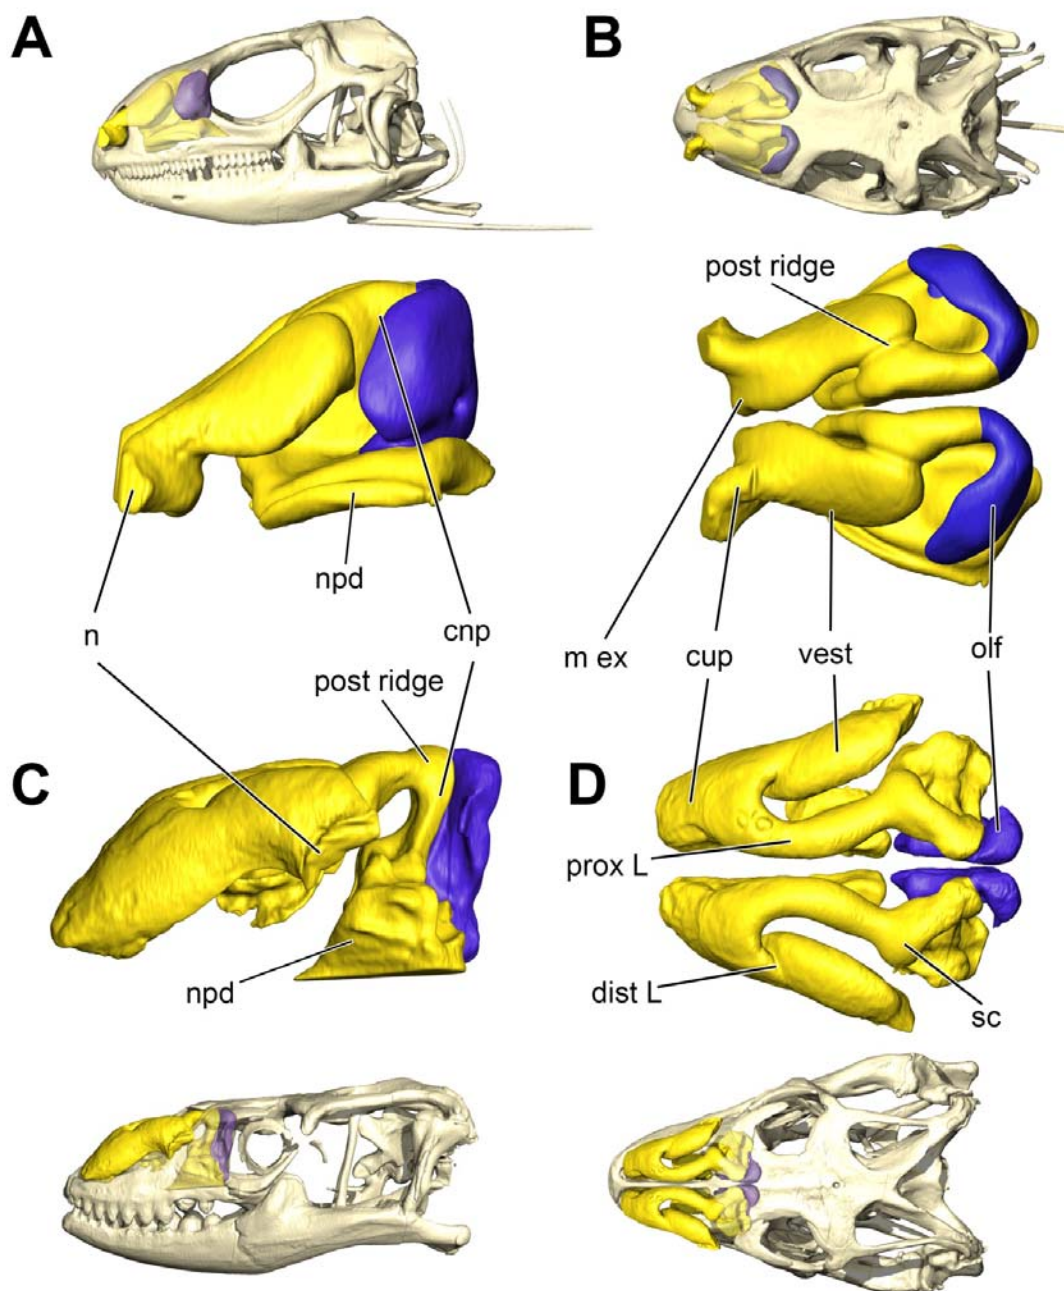 A
B
post ridge
npd
n
cnp
m ex
cup
vest
olf
post ridge
C
D
prox L
npd
dist L
sc